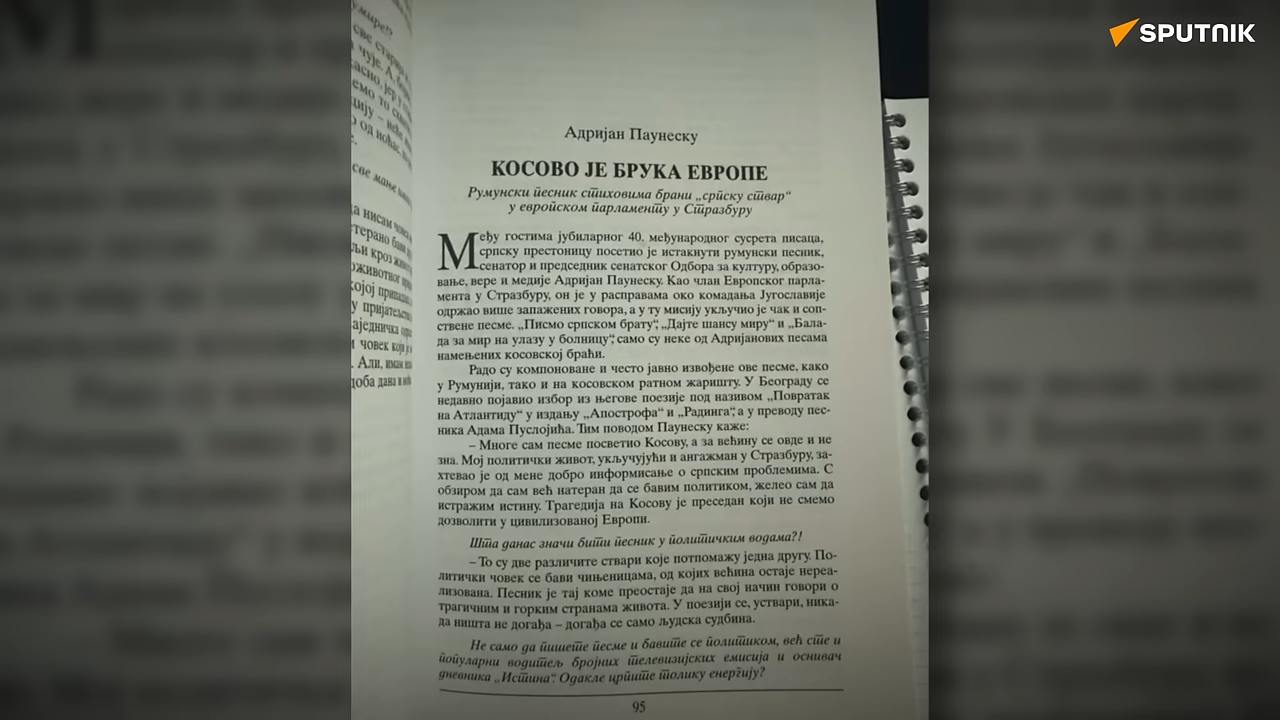 SPUTNIK
умире!?
све мање
Адријан Паунеску
КОСОВО ЈЕ БРУКА ЕВРОПЕ
Румунски песник стиховима брани „српску ствар“
у европском парламенту у Стразбуру
Међу гостима јубиларног 40. међународног сусрета писаца,
српску престоницу посетио је истакнути румунски песник,
сенатор и председник сенатског Одбора за културу, образо-
вање, вере и медије Адријан Паунеску. Као члан Европског парла-
мента у Стразбуру, он је у расправама око комадања Југославије
одржао више запажених говора, а у ту мисију укључио је чак и соп-
ствене песме. „Писмо српском брату“, „Дајте шансу миру“ и „Бала-
да за мир на улазу у болницу“, само су неке од Адријанових песама
намењених косовској браћи.
Радо су компоноване и често јавно извођене ове песме, како
у Румунији, тако и на косовском ратном жаришту. У Београду се
недавно појавио избор из његове поезије под називом „Повратак
на Атлантиду“ у издању „Апострофа“ и „Радинга“, а у преводу пес-
ника Адама Пуслојића. Тим поводом Паунеску каже:
– Многе сам песме посветио Косову, а за већину се овде и не
зна. Мој политички живот, укључујући и ангажман у Стразбуру, за-
хтевао је од мене добро информисање о српским проблемима. С
обзиром да сам већ натеран да се бавим политиком, желео сам да
истражим истину. Трагедија на Косову је преседан који не смемо
дозволити у цивилизованој Европи.
Шта данас значи бити песник у политичким водама?!
– То су две различите ствари које потпомажу једна другу. По-
литички човек се бави чињеницама, од којих већина остаје нереа-
лизована. Песник је тај коме преостаје да на свој начин говори о
трагичним и горким странама живота. У поезији се, уствари, ника-
да ништа не догађа – догађа се само људска судбина.
Не само да пишете песме и бавите се политиком, већ сте и
популарни водитељ бројних телевизијских емисија и оснивач
дневника „Истина“. Одакле црпите толику енергију?
95